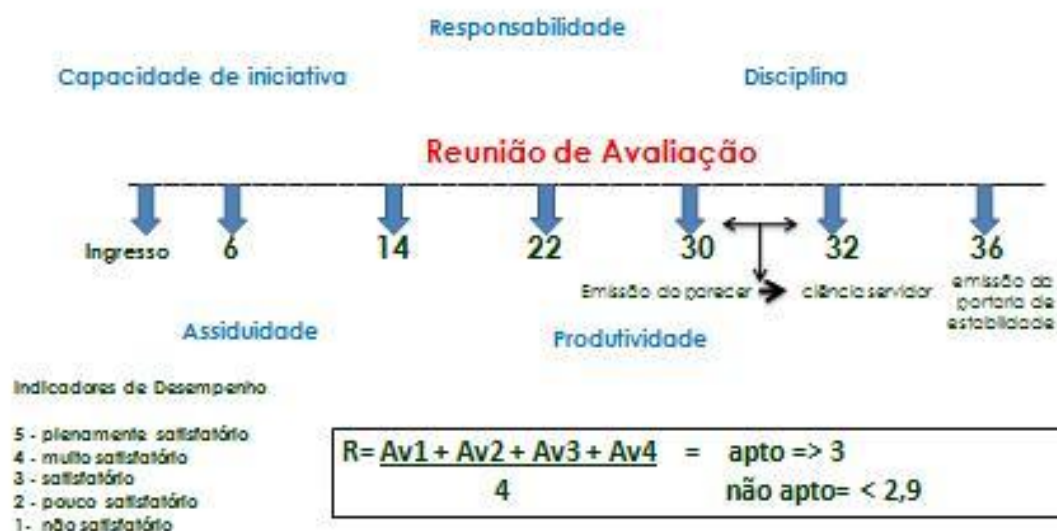 Responsabilidade
Capacidade de iniciativa
Disciplina
Reunião de Avaliação
Ingresso 6 14 22 30 32 36
Emissão do parecer ciência servidor
emissão da
portaria de
estabilidade
Assiduidade
Produtividade
Indicadores de Desempenho
5 - plenamente satisfatório
4 - muito satisfatório
3 - satisfatório
2 - pouco satisfatório
1- não satisfatório
R= Av1 + Av2 + Av3 + Av4 = apto => 3
4 não apto= < 2,9